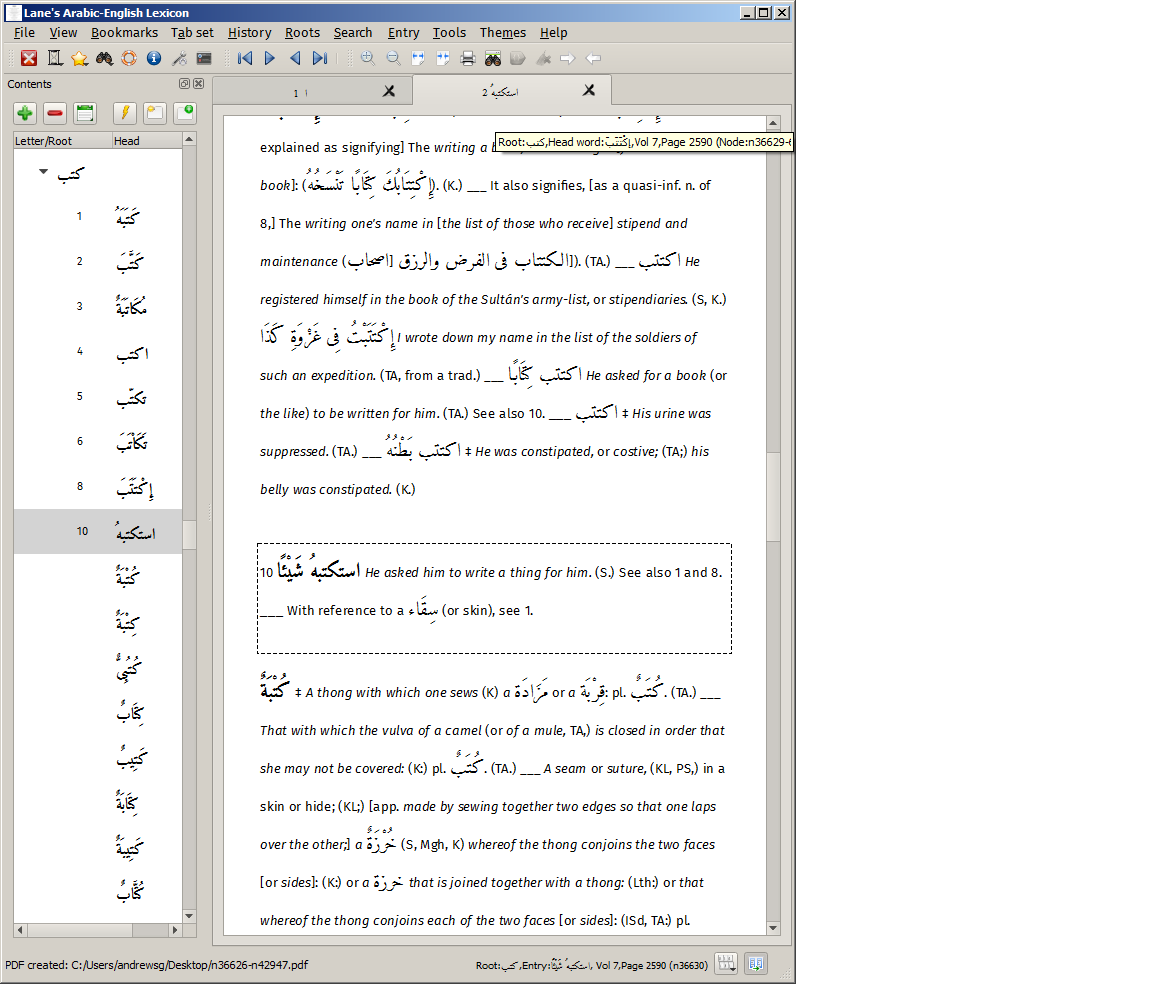 Lane's Arabic-English Lexicon
File View Bookmarks Tab set History Roots Search Entry Tools Themes Help
Contents
1 ا
2 استكتبهُ
Letter/Root Head
كتب
1 كَتَبَهُ
2 كَتَّبَ
3 مُكَاتَبَةٌ
4 اكتب
5 تكتّب
6 تَكَاتَبَ
8 إِكْتَتَبَ
10 استكتبهُ
كُتْبَةٌ
كِتْبَةٌ
كُتُبِىٌّ
كِتَابٌ
كَتِيبٌ
كِتَابَةٌ
كَتِيبَةٌ
كُتَّابٌ
Root:كتب,Head word:إِكْتَتَبَ,Vol 7,Page 2590 (Node:n36629-
explained as signifying] The writing a
book]: (إِكْتِتَابُكَ كِتَابًا تَنْسَخُهُ). (K.) ___ It also signifies, [as a quasi-inf. n. of
8,] The writing one's name in [the list of those who receive] stipend and
maintenance (اصحاب] الـكتتاب فى الفرض والرزق]). (TA.) ___ اكتتب He
registered himself in the book of the Sultán's army-list, or stipendiaries. (S, K.)
إِكْتَتَبْتُ فِى غَزْوَةِ كَذَا I wrote down my name in the list of the soldiers of
such an expedition. (TA, from a trad.) ___ اكتتب كِتَابًا He asked for a book (or
the like) to be written for him. (TA.) See also 10. ___ اكتتب ‡ His urine was
suppressed. (TA.) ___ اكتتب بَطْنُهُ ‡ He was constipated, or costive; (TA;) his
belly was constipated. (K.)
10 استكتبهُ شَيْئًا He asked him to write a thing for him. (S.) See also 1 and 8.
___ With reference to a سِقَاء (or skin), see 1.
كُتْبَةٌ ‡ A thong with which one sews (K) a مَزَادَة or a قِرْبَة: pl. كُتَبٌ. (TA.) ___
That with which the vulva of a camel (or of a mule, TA,) is closed in order that
she may not be covered: (K:) pl. كُتَبٌ. (TA.) ___ A seam or suture, (KL, PS,) in a
skin or hide; (KL;) [app. made by sewing together two edges so that one laps
over the other;] a خُرْزَةٌ (S, Mgh, K) whereof the thong conjoins the two faces
[or sides]: (K:) or a خرزة that is joined together with a thong: (Lth:) or that
whereof the thong conjoins each of the two faces [or sides]: (ISd, TA:) pl.
PDF created: C:/Users/andrewsg/Desktop/n36626-n42947.pdf
Root:كتب,Entry:استكتبهُ شَيْئًا, Vol 7,Page 2590 (n36630)